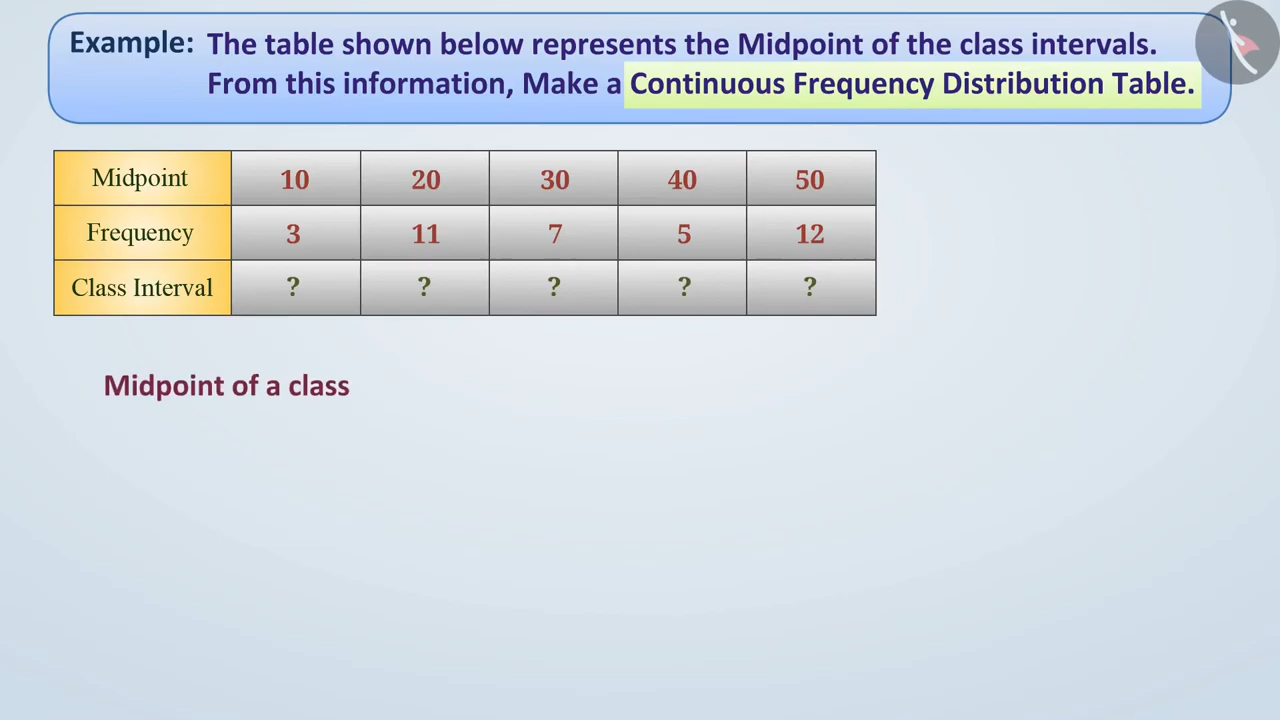 Example: The table shown below represents the Midpoint of the class intervals.
From this information, Make a Continuous Frequency Distribution Table.
Midpoint 10 20 30 40 50
Frequency 3 11 7 5 12
Class Interval ? ? ? ? ?
Midpoint of a class